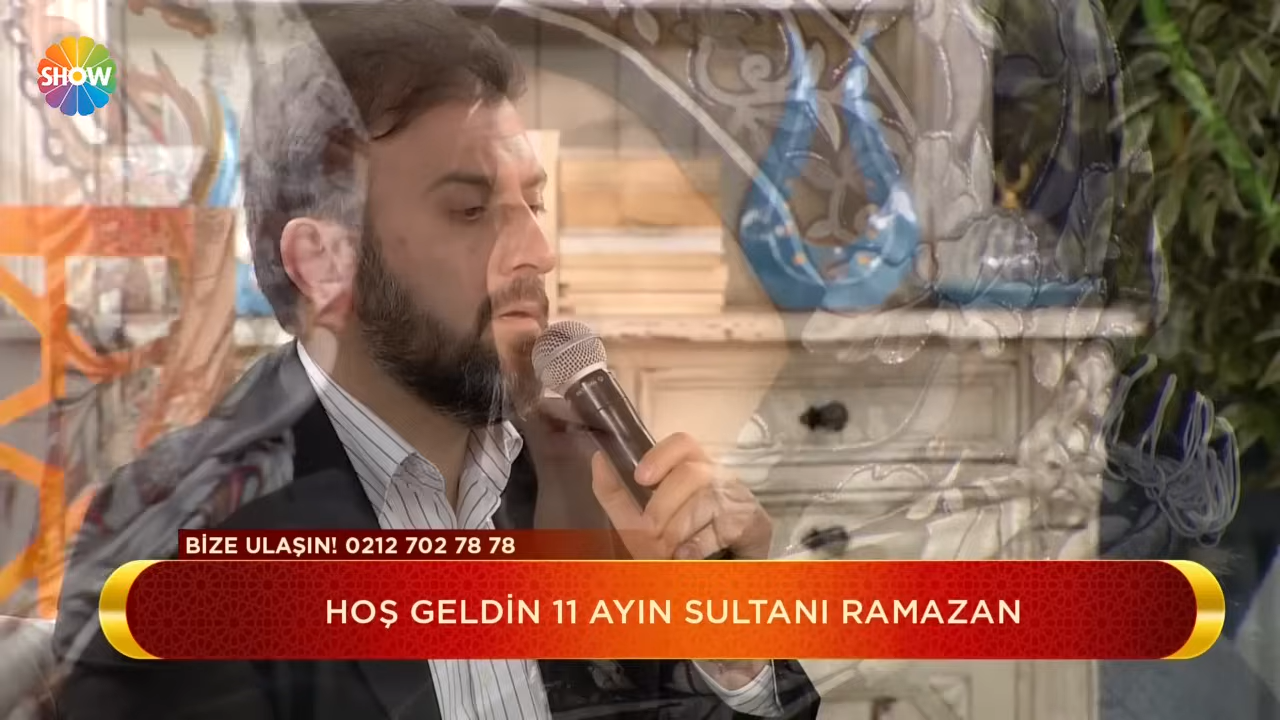 SHOW
BİZE ULAŞIN! 0212 702 78 78
HOŞ GELDİN 11 AYIN SULTANI RAMAZAN